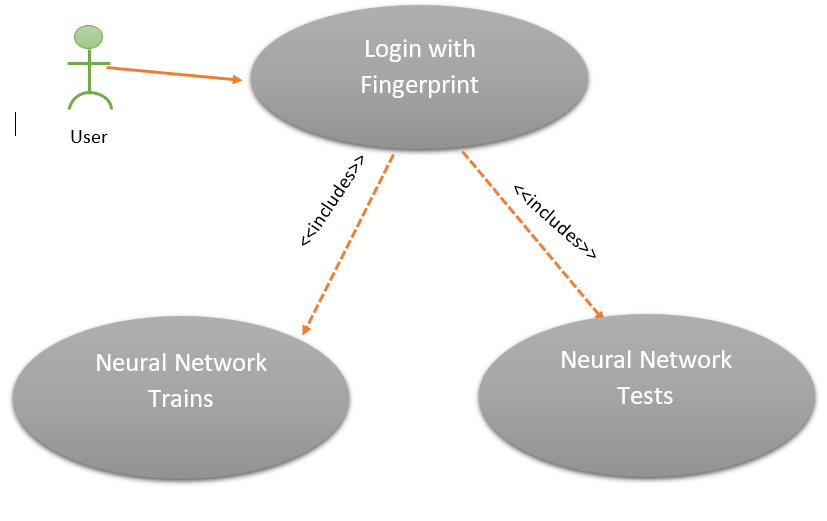 Login with
Fingerprint
User
<<includes>>
<<includes>>
Neural Network
Trains
Neural Network
Tests